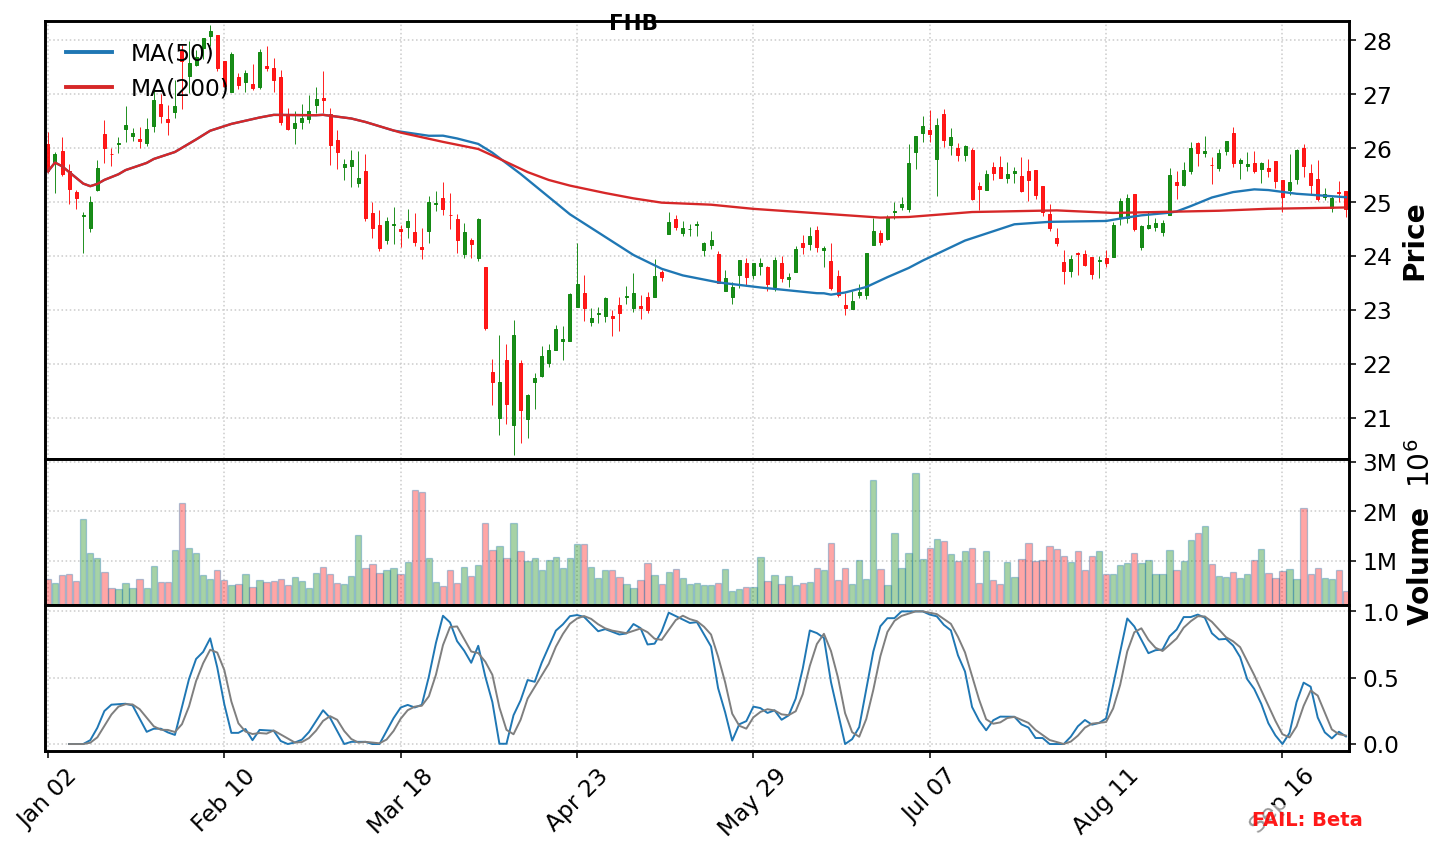 FHB
MA(50)
MA(200)
28
27
26
25
24
23
22
21
Price
3M
2M
1M
Volume 10⁶
1.0
0.5
0.0
Jan 02
Feb 10
Mar 18
Apr 23
May 29
Jul 07
Aug 11
Sep 16
FAIL: Beta